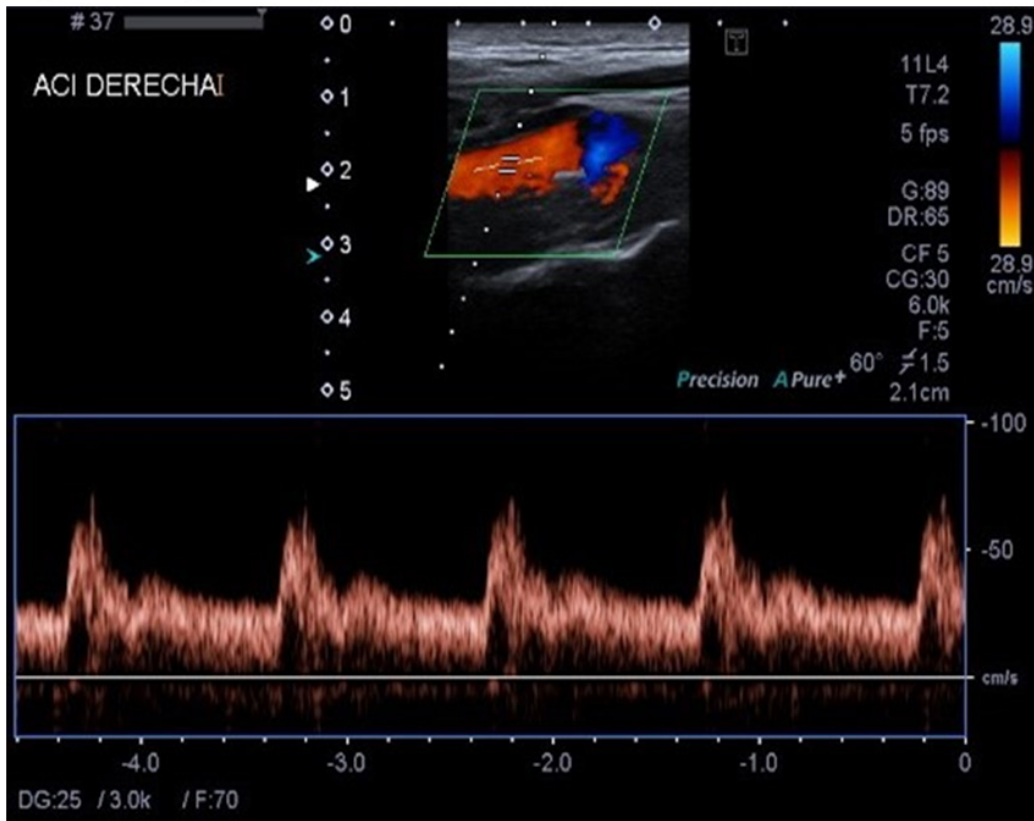 # 37
ACI DERECHAI
0
1
2
3
4
5
T
11L4
T7.2
5 fps
G:89
DR:65
CF 5
CG:30
6.0k
F:5
60° 1.5
2.1cm
28.9
28.9
cm/s
Precision A Pure+
-100
-50
cm/s
-4.0 -3.0 -2.0 -1.0 0
DG:25 / 3.0k / F:70